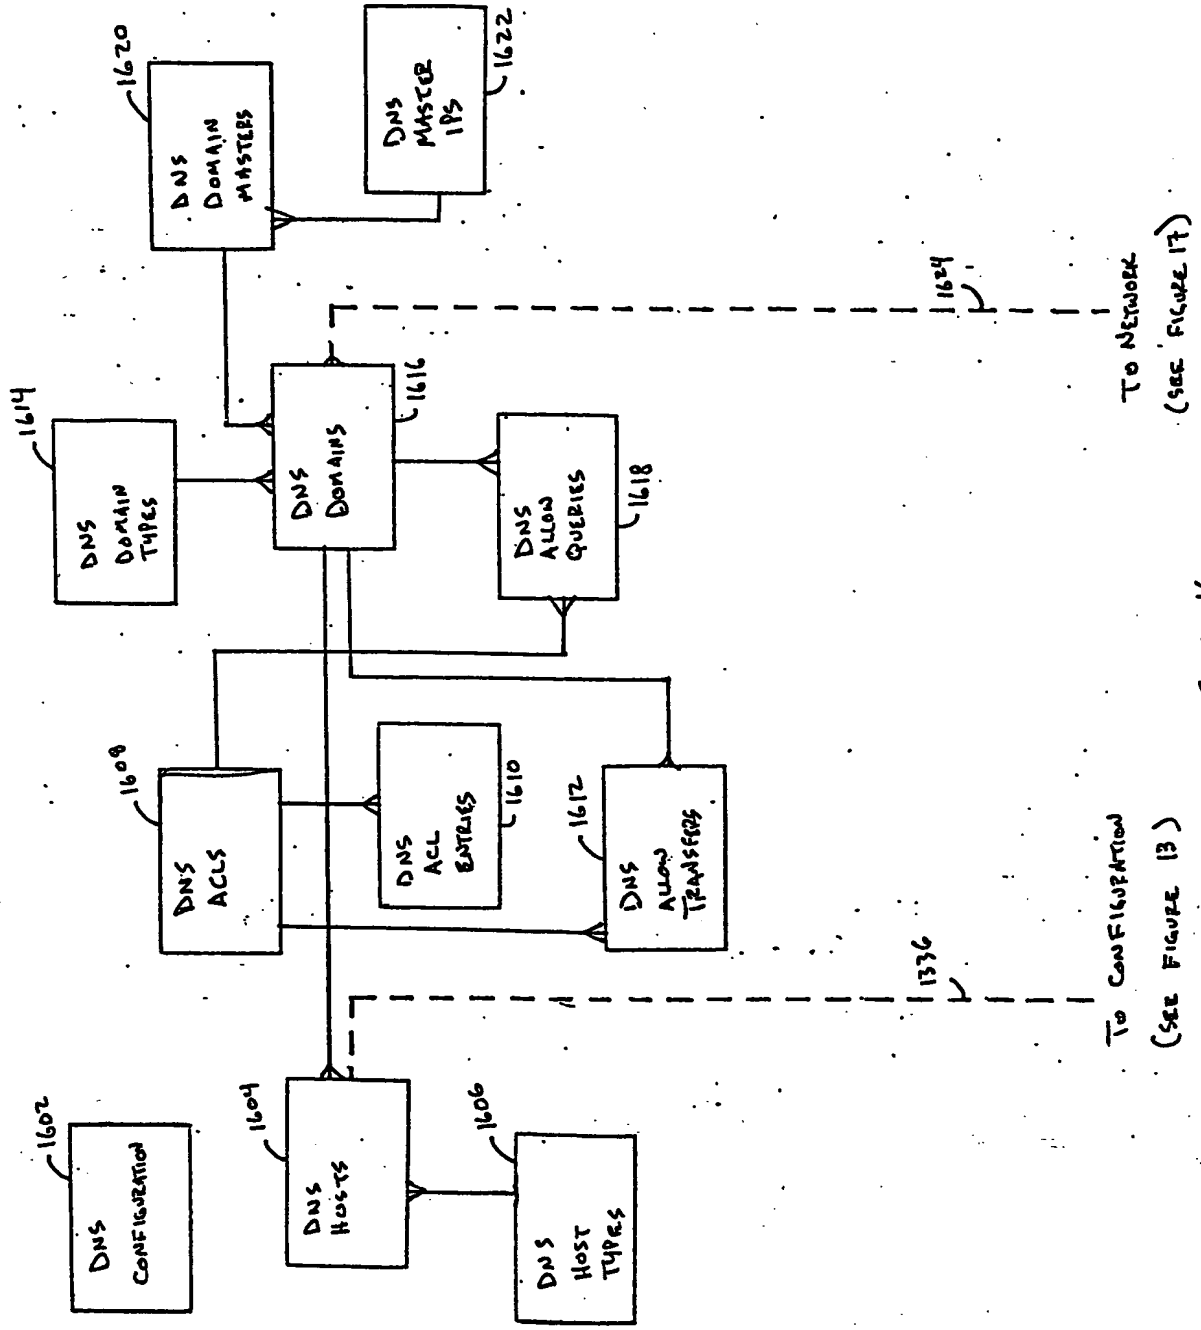 1602
DNS
CONFIGURATION
1604
DNS
HOSTS
1606
DNS
HOST
TYPES
1608
DNS
ACLS
1610
DNS
ACL
ENTRIES
1612
DNS
ALLOW
TRANSFERS
1614
DNS
DOMAIN
TYPES
1616
DNS
DOMAINS
1618
DNS
ALLOW
QUERIES
1620
DNS
DOMAIN
MASTERS
1622
DNS
MASTER
IPS
1336
TO CONFIGURATION
(SEE FIGURE 13)
1624
TO NETWORK
(SEE FIGURE 17)